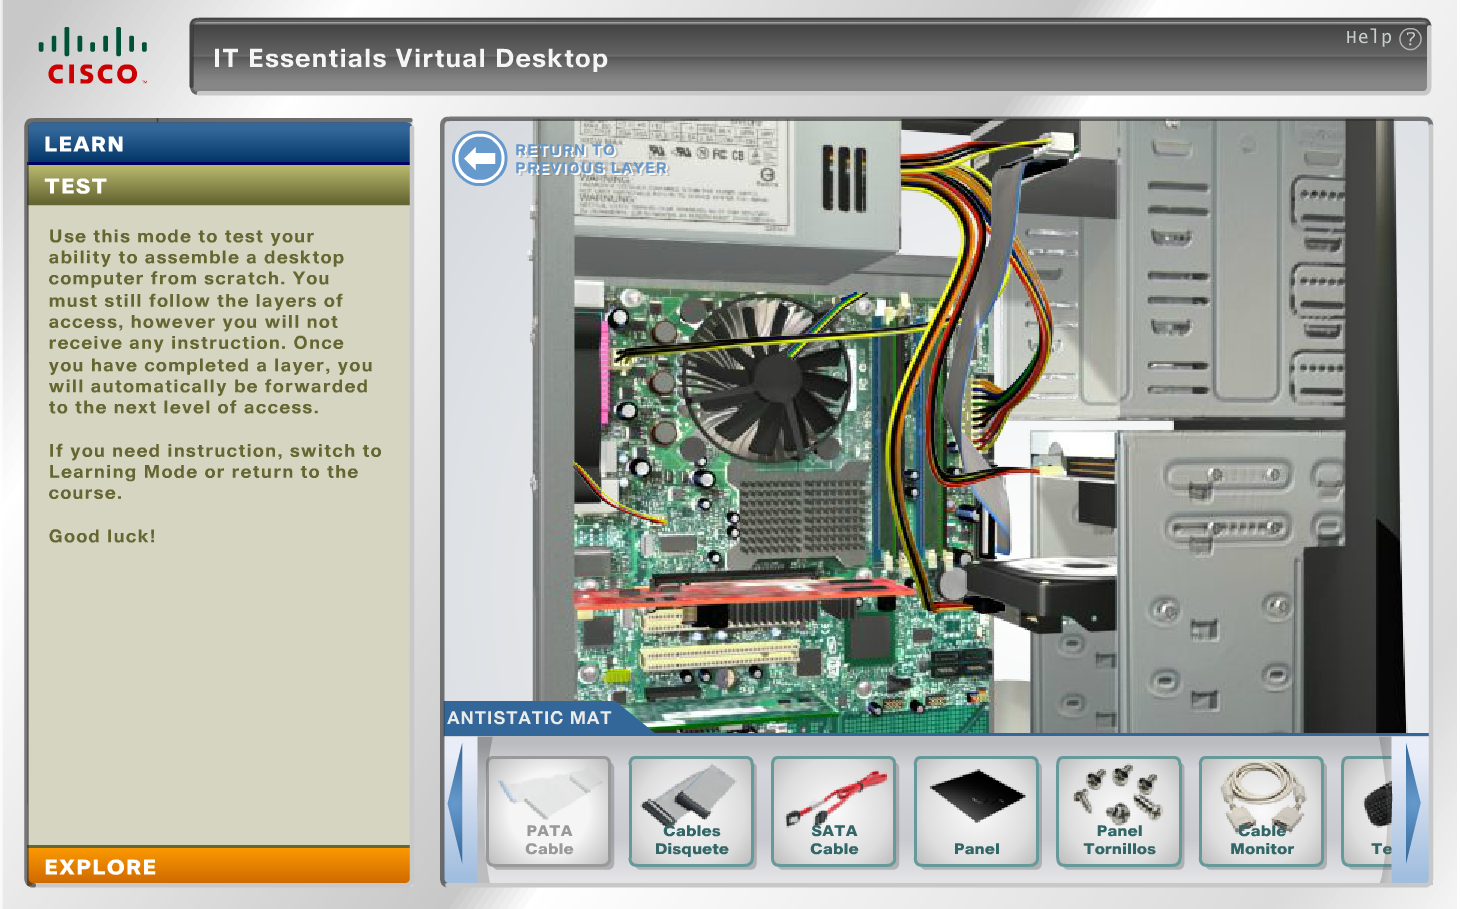 CISCO
IT Essentials Virtual Desktop
Help ?
LEARN
TEST
Use this mode to test your
ability to assemble a desktop
computer from scratch. You
must still follow the layers of
access, however you will not
receive any instruction. Once
you have completed a layer, you
will automatically be forwarded
to the next level of access.
If you need instruction, switch to
Learning Mode or return to the
course.
Good luck!
EXPLORE
RETURN TO
PREVIOUS LAYER
WARNUNG:
ANTISTATIC MAT
PATA
Cable
Cables
Disquete
SATA
Cable
Panel
Panel
Tornillos
Cable
Monitor
Te